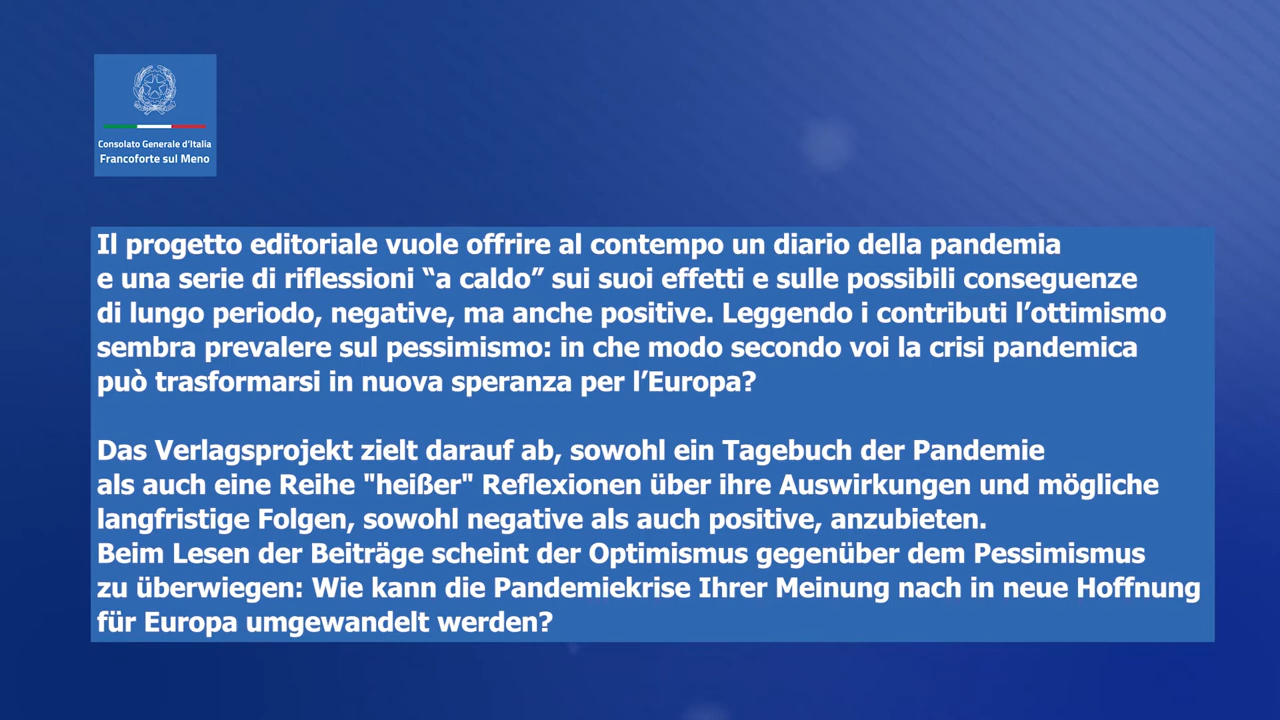 Consolato Generale d'Italia
Francoforte sul Meno
Il progetto editoriale vuole offrire al contempo un diario della pandemia
e una serie di riflessioni “a caldo” sui suoi effetti e sulle possibili conseguenze
di lungo periodo, negative, ma anche positive. Leggendo i contributi l’ottimismo
sembra prevalere sul pessimismo: in che modo secondo voi la crisi pandemica
può trasformarsi in nuova speranza per l’Europa?
Das Verlagsprojekt zielt darauf ab, sowohl ein Tagebuch der Pandemie
als auch eine Reihe "heißer" Reflexionen über ihre Auswirkungen und mögliche
langfristige Folgen, sowohl negative als auch positive, anzubieten.
Beim Lesen der Beiträge scheint der Optimismus gegenüber dem Pessimismus
zu überwiegen: Wie kann die Pandemiekrise Ihrer Meinung nach in neue Hoffnung
für Europa umgewandelt werden?